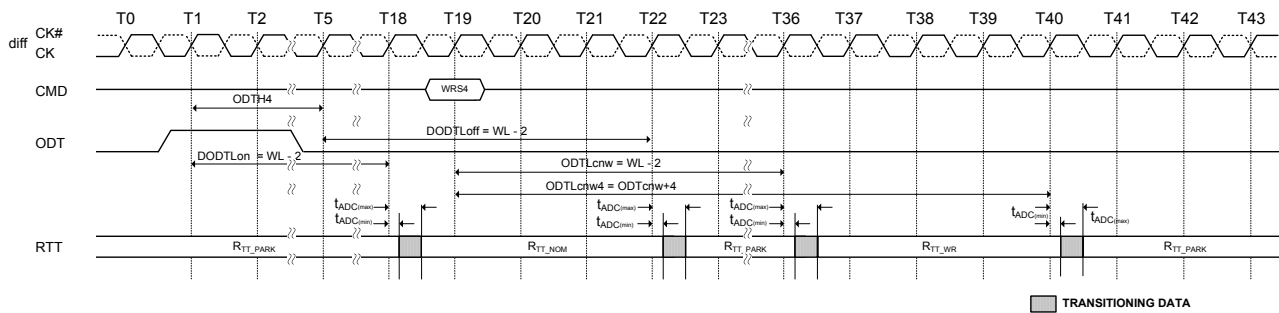 T0 T1 T2 T5 T18 T19 T20 T21 T22 T23 T36 T37 T38 T39 T40 T41 T42 T43
diff CK#
CK
CMD WRS4
ODTH4
ODT DODTLoff = WL - 2
DODTLon = WL - 2 ODTLcnw = WL - 2
ODTLcnw4 = ODTcnw+4
tADC(max) tADC(max) tADC(max)
tADC(min) tADC(min) tADC(min) tADC(min) tADC(max)
RTT RTT_PARK RTT_NOM RTT_PARK RTT_WR RTT_PARK
TRANSITIONING DATA